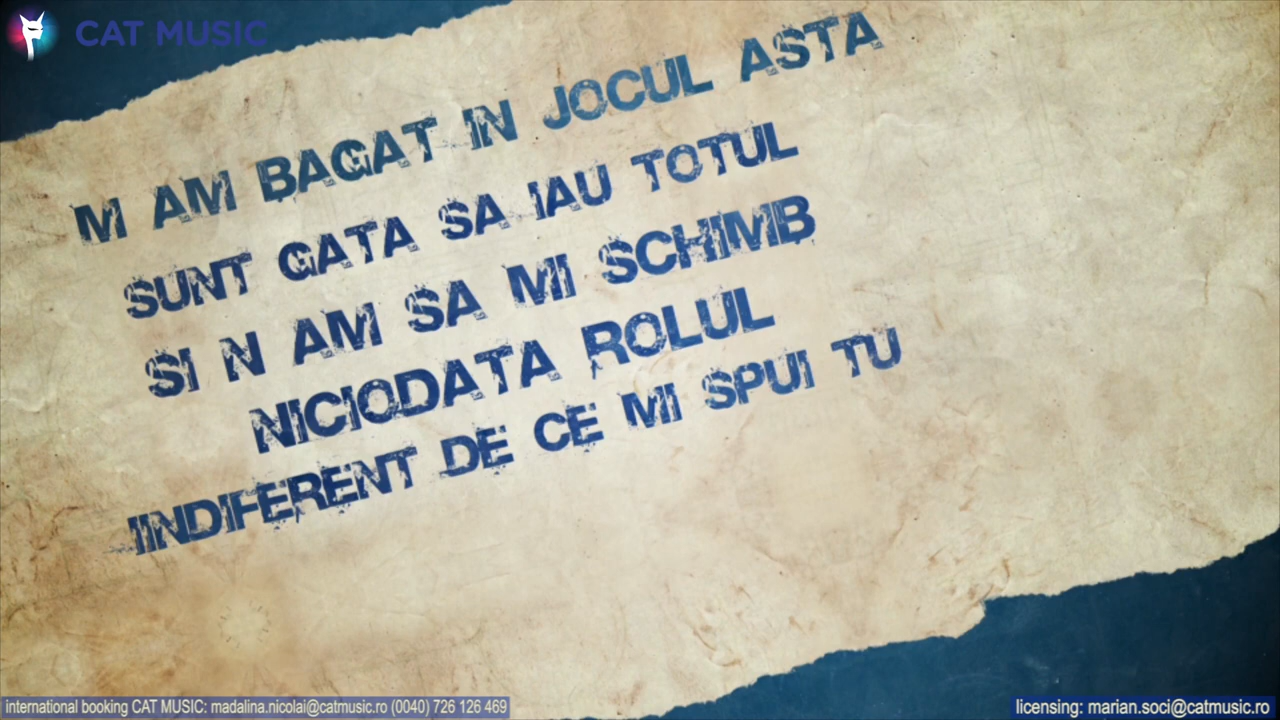 CAT MUSIC
M AM BAGAT IN JOCUL ASTA
SUNT GATA SA IAU TOTUL
SI N AM SA MI SCHIMB
NICIODATA ROLUL
IINDIFERENT DE CE MI SPUI TU
international booking CAT MUSIC: madalina.nicolai@catmusic.ro (0040) 726 126 469
licensing: marian.soci@catmusic.ro